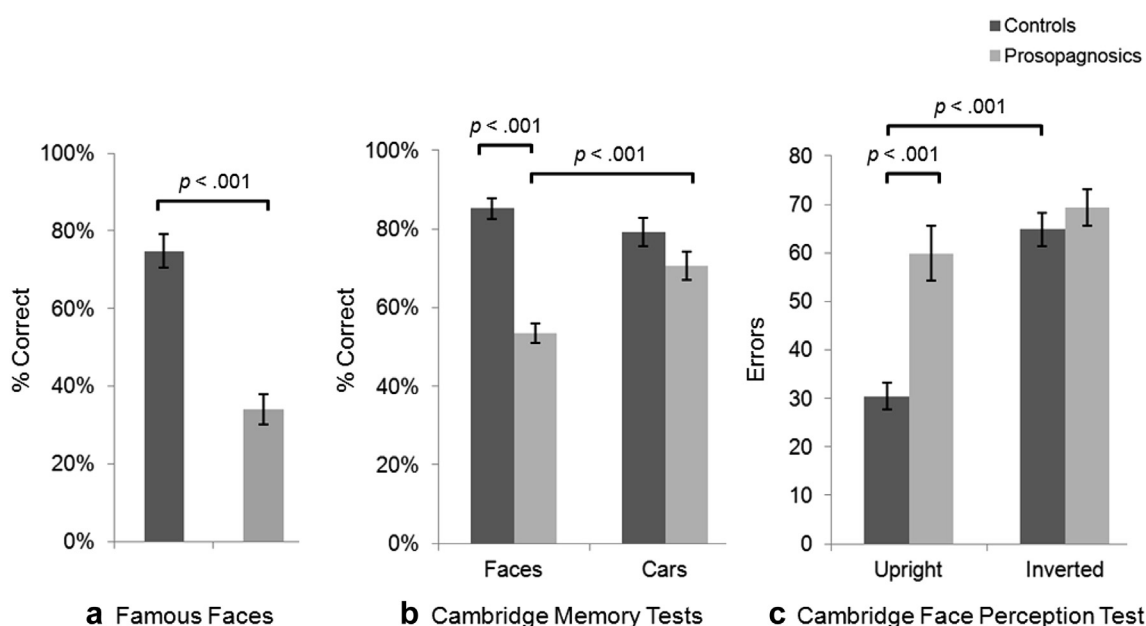 Controls
Prosopagnosics
p < .001
100%
80%
60%
40%
20%
0%
% Correct
a Famous Faces
p < .001
p < .001
100%
80%
60%
40%
20%
0%
% Correct
Faces Cars
b Cambridge Memory Tests
p < .001
p < .001
80
70
60
50
40
30
20
10
0
Errors
Upright Inverted
c Cambridge Face Perception Test